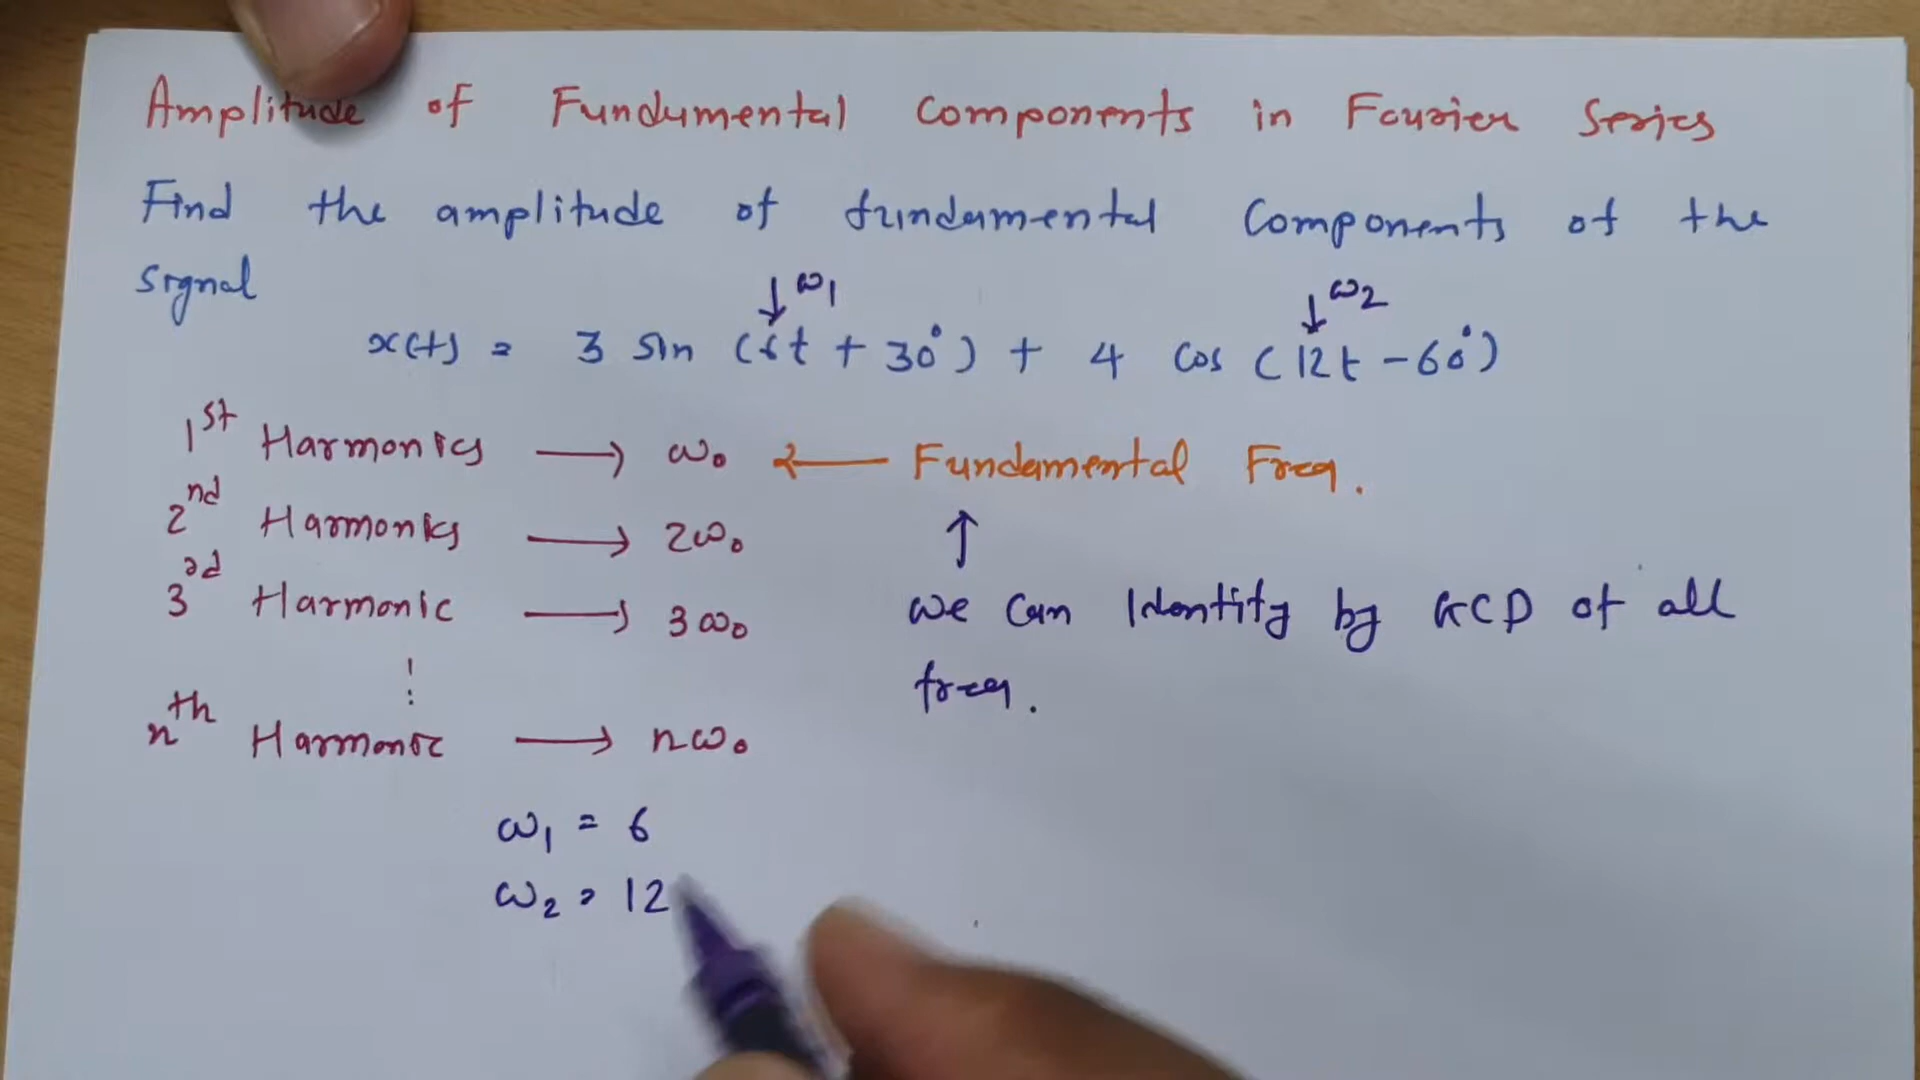 Amplitude of Fundumental Components in Fourier Series
Find the amplitude of fundamental Components of the
signal
↓ω1 ↓ω2
x(t) = 3 sin (6t + 30°) + 4 cos (12t - 60°)
1st Harmonics → ω0 ← Fundamental Freq.
2nd Harmonics → 2ω0 ↑
3rd Harmonic → 3ω0 We Can Identify by GCD of all
freq.
nth Harmonic → nω0
ω1 = 6
ω2 = 12